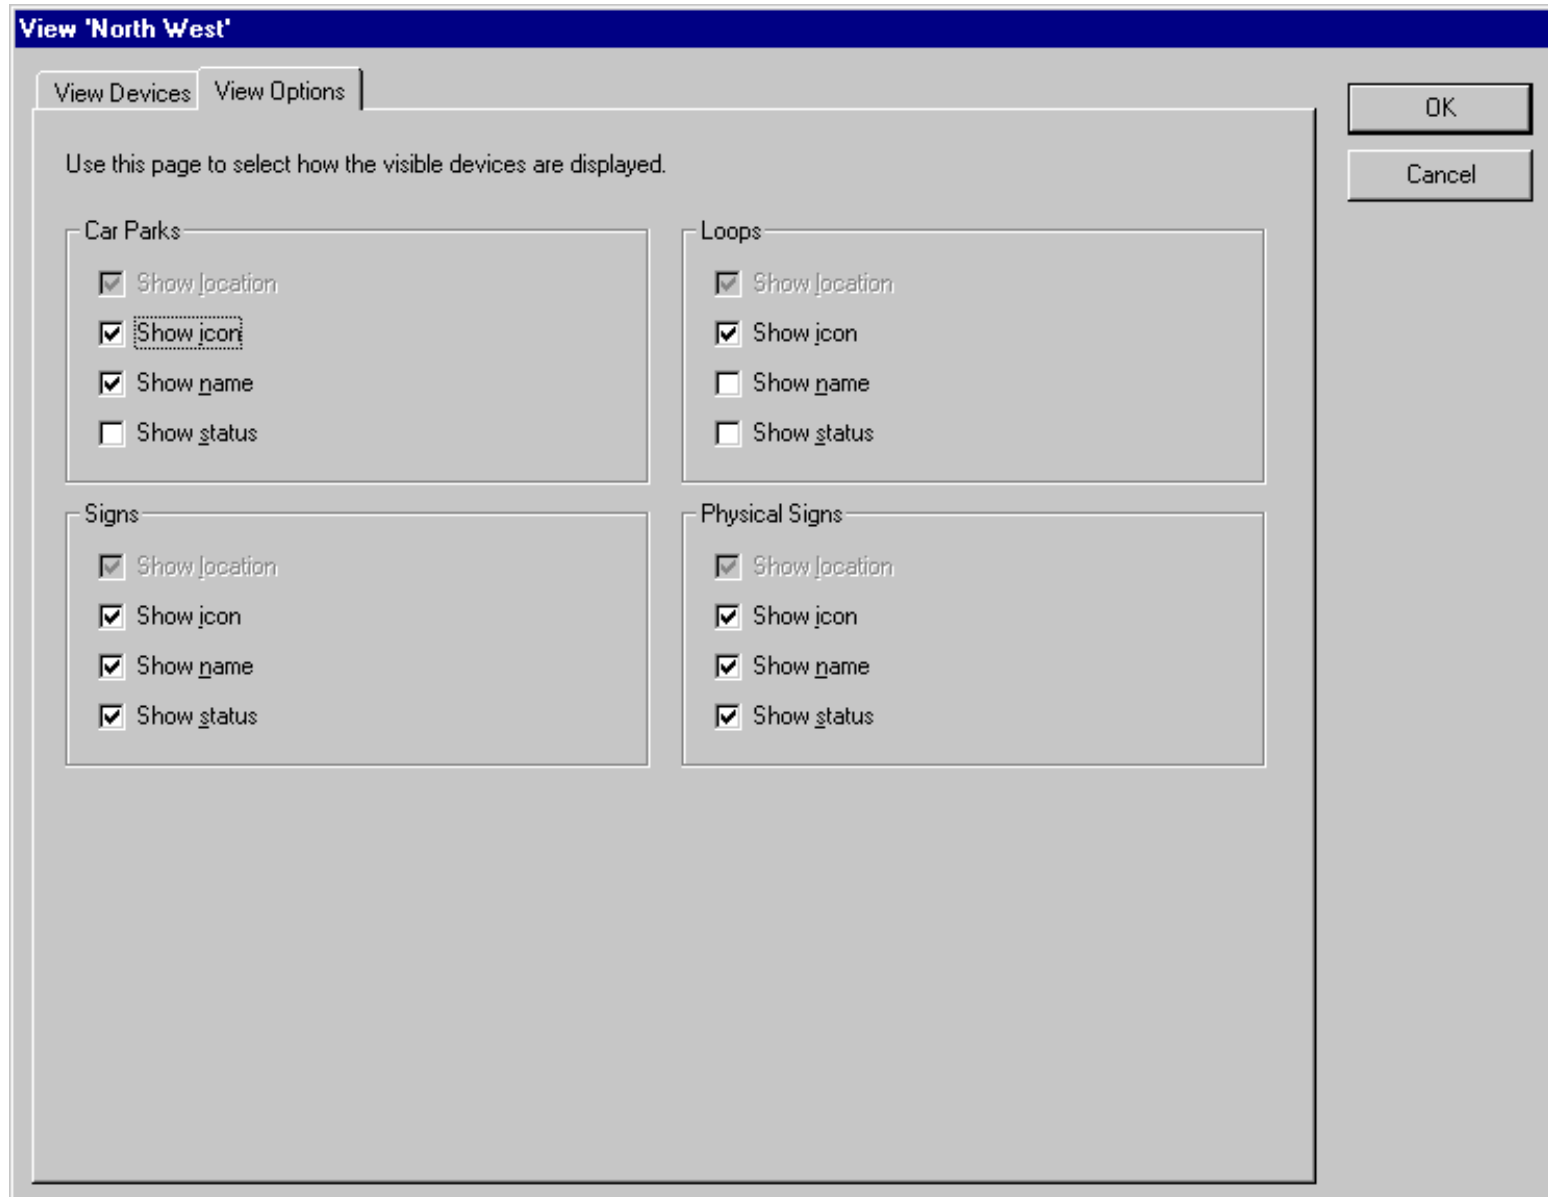 View 'North West'
View Devices
View Options
OK
Cancel
Use this page to select how the visible devices are displayed.
Car Parks
Show location
Show icon
Show name
Show status
Loops
Show location
Show icon
Show name
Show status
Signs
Show location
Show icon
Show name
Show status
Physical Signs
Show location
Show icon
Show name
Show status